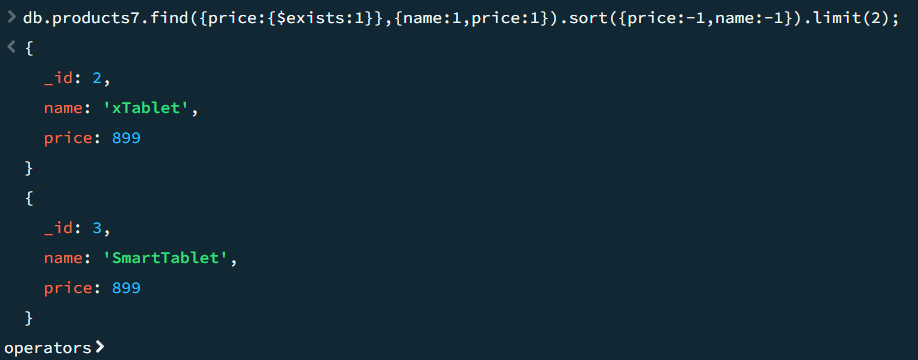 > db.products7.find({price:{$exists:1}},{name:1,price:1}).sort({price:-1,name:-1}).limit(2);
< {
_id: 2,
name: 'xTablet',
price: 899
}
{
_id: 3,
name: 'SmartTablet',
price: 899
}
operators>